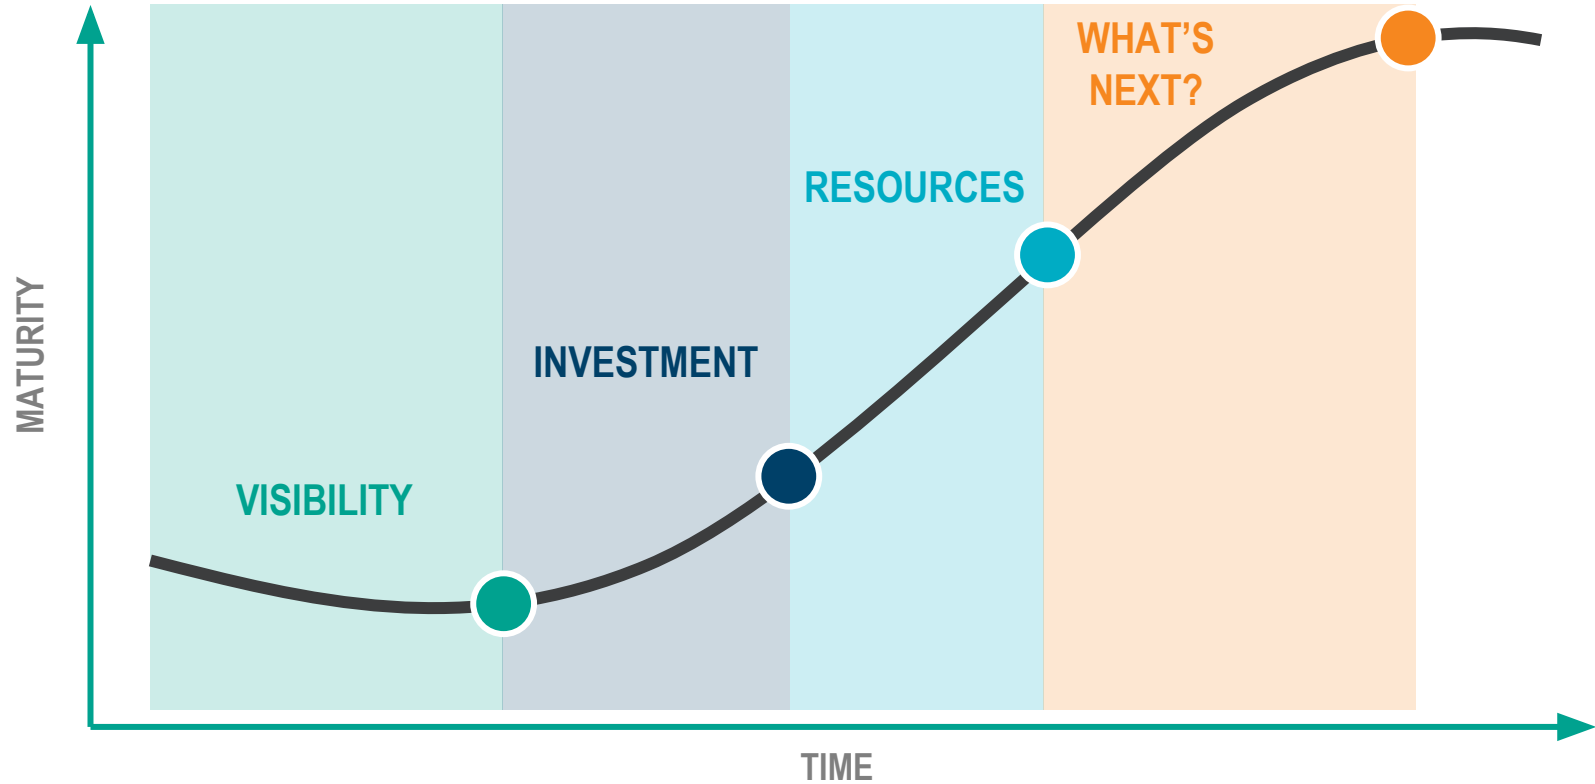 WHAT’S
NEXT?
RESOURCES
INVESTMENT
VISIBILITY
MATURITY
TIME